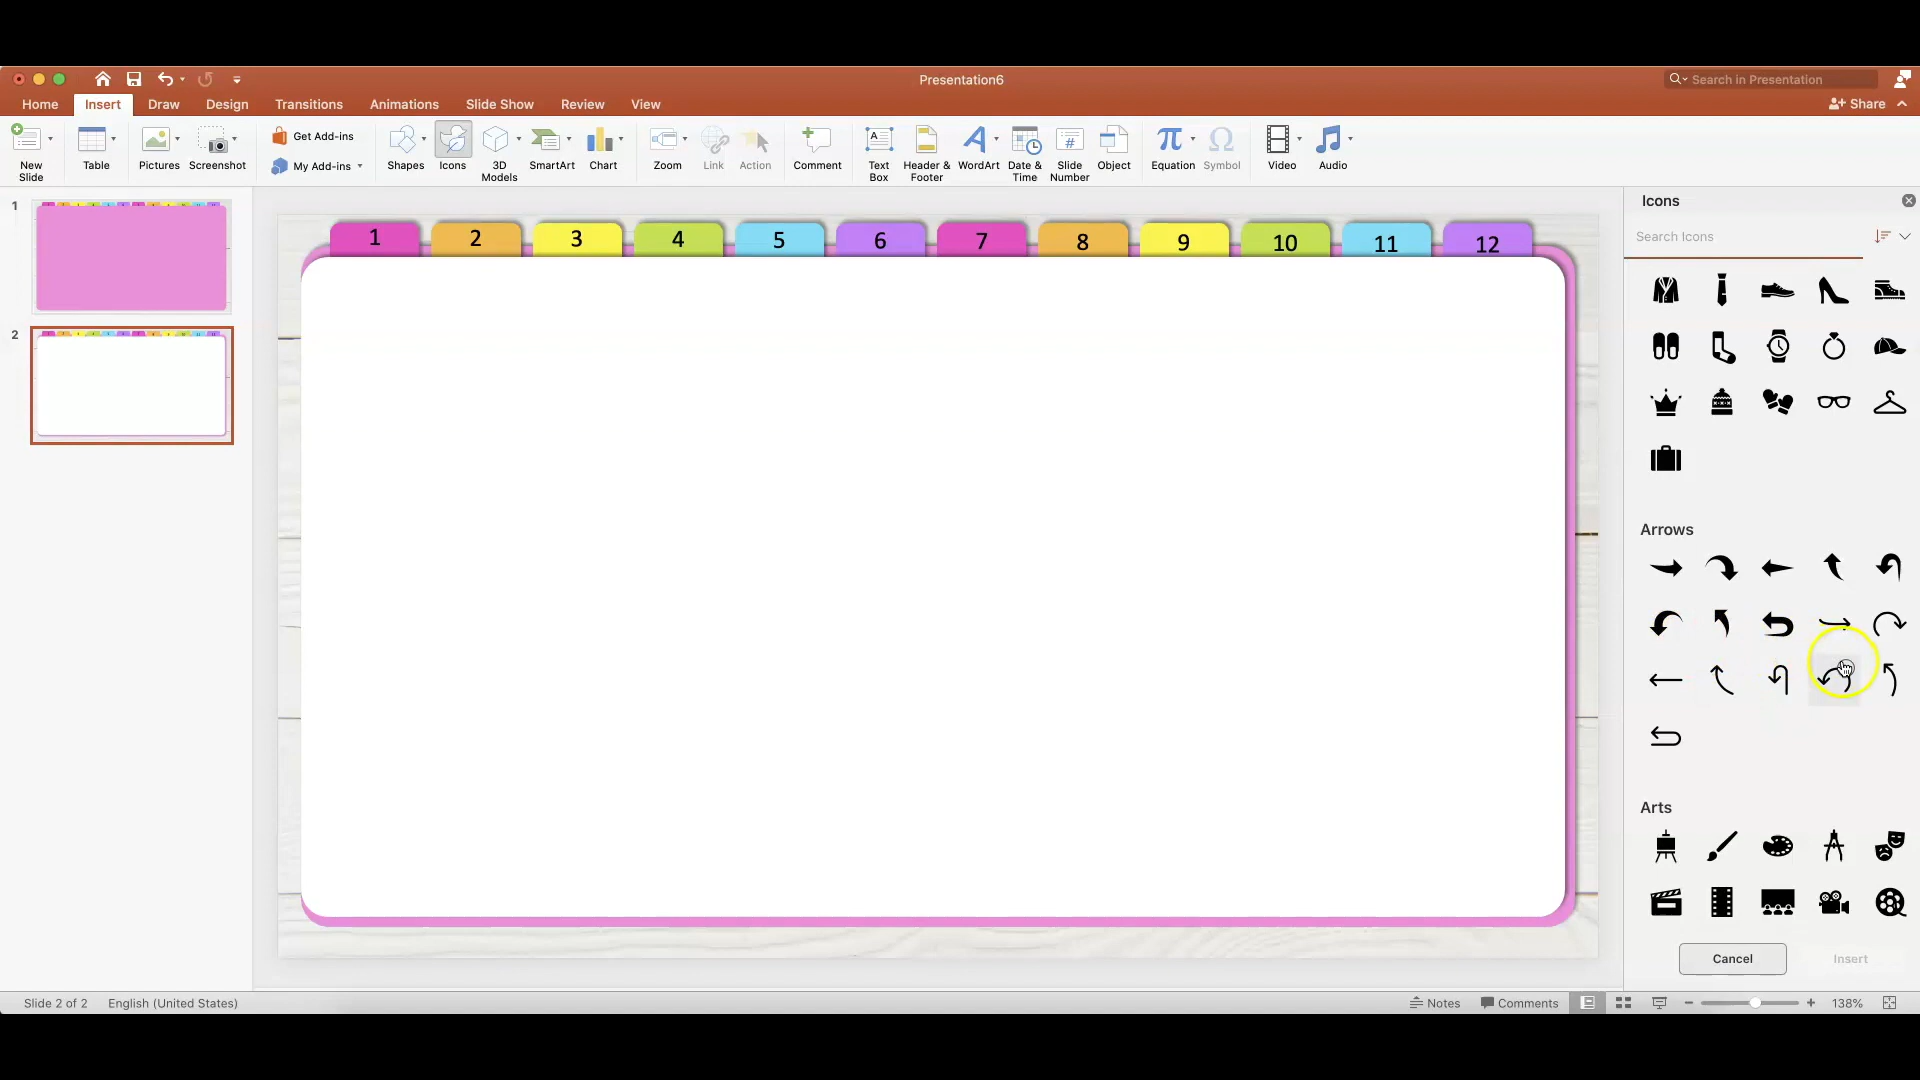 Presentation6
Search in Presentation
Home Insert Draw Design Transitions Animations Slide Show Review View
Share
New Slide
Table
Pictures
Screenshot
Get Add-ins
My Add-ins
Shapes
Icons
3D Models
SmartArt
Chart
Zoom
Link
Action
Comment
Text Box
Header & Footer
WordArt
Date & Time
Slide Number
Object
Equation
Symbol
Video
Audio
1
2
1 2 3 4 5 6 7 8 9 10 11 12
Icons
Search Icons
Arrows
Arts
Cancel Insert
Slide 2 of 2 English (United States)
Notes Comments 138%